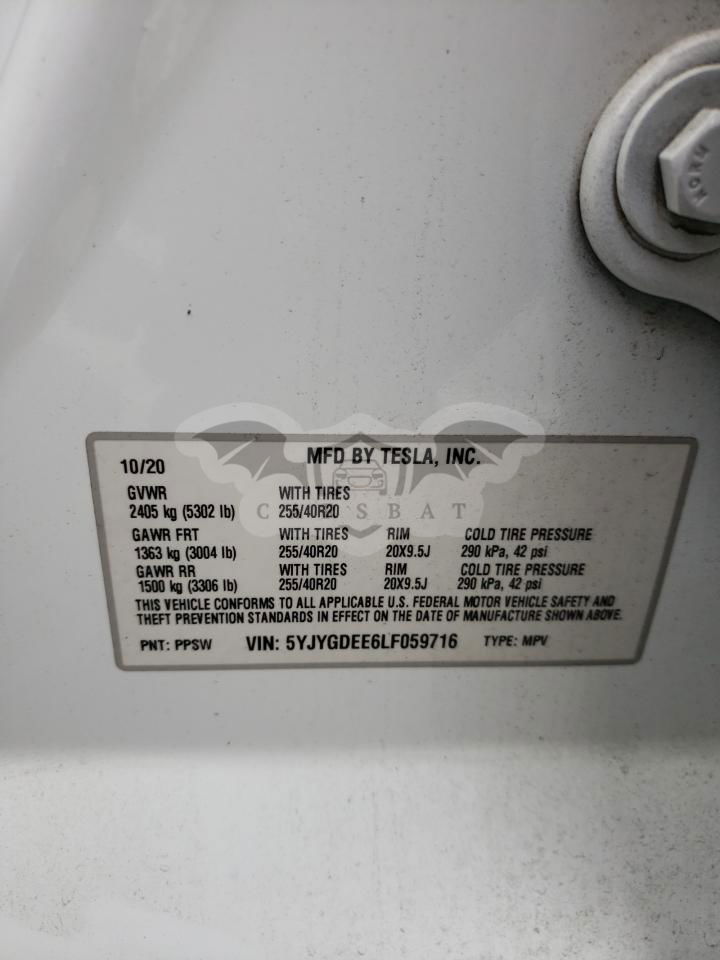 MFD BY TESLA, INC.
10/20
GVWR WITH TIRES
2405 kg (5302 lb) 255/40R20
GAWR FRT WITH TIRES RIM COLD TIRE PRESSURE
1363 kg (3004 lb) 255/40R20 20X9.5J 290 kPa, 42 psi
GAWR RR WITH TIRES RIM COLD TIRE PRESSURE
1500 kg (3306 lb) 255/40R20 20X9.5J 290 kPa, 42 psi
THIS VEHICLE CONFORMS TO ALL APPLICABLE U.S. FEDERAL MOTOR VEHICLE SAFETY AND
THEFT PREVENTION STANDARDS IN EFFECT ON THE DATE OF MANUFACTURE SHOWN ABOVE.
PNT: PPSW VIN: 5YJYGDEE6LF059716 TYPE: MPV